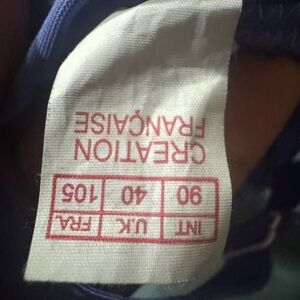 INT U.K FRA
90 40 105
CREATION
FRANÇAISE